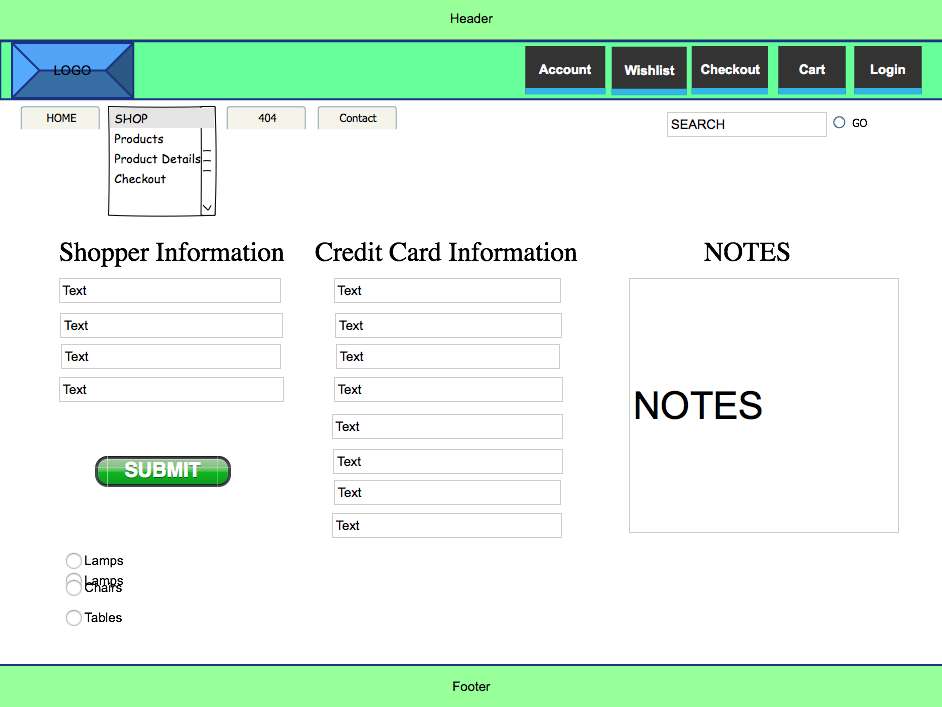 Header
LOGO
Account Wishlist Checkout Cart Login
HOME SHOP 404 Contact
SEARCH GO
Products
Product Details
Checkout
Shopper Information Credit Card Information NOTES
Text Text
Text Text
Text Text
Text Text
NOTES
Text
Text
SUBMIT
Text
Text
Lamps
Lamps
Chairs
Tables
Footer